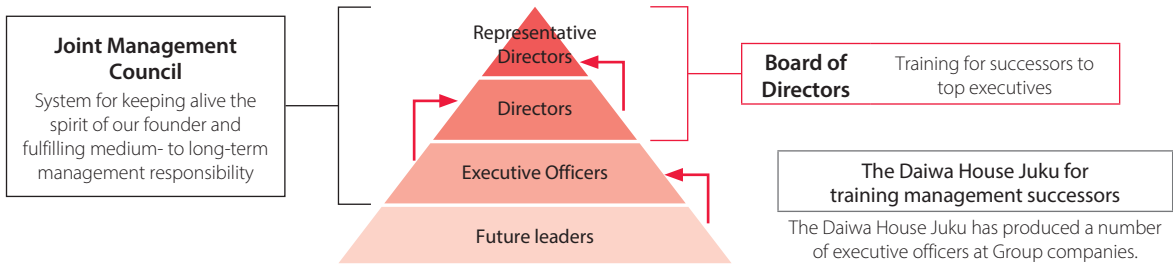 Joint Management
Council
System for keeping alive the
spirit of our founder and
fulfilling medium- to long-term
management responsibility
Representative
Directors
Directors
Executive Officers
Future leaders
Board of
Directors
Training for successors to
top executives
The Daiwa House Juku for
training management successors
The Daiwa House Juku has produced a number
of executive officers at Group companies.